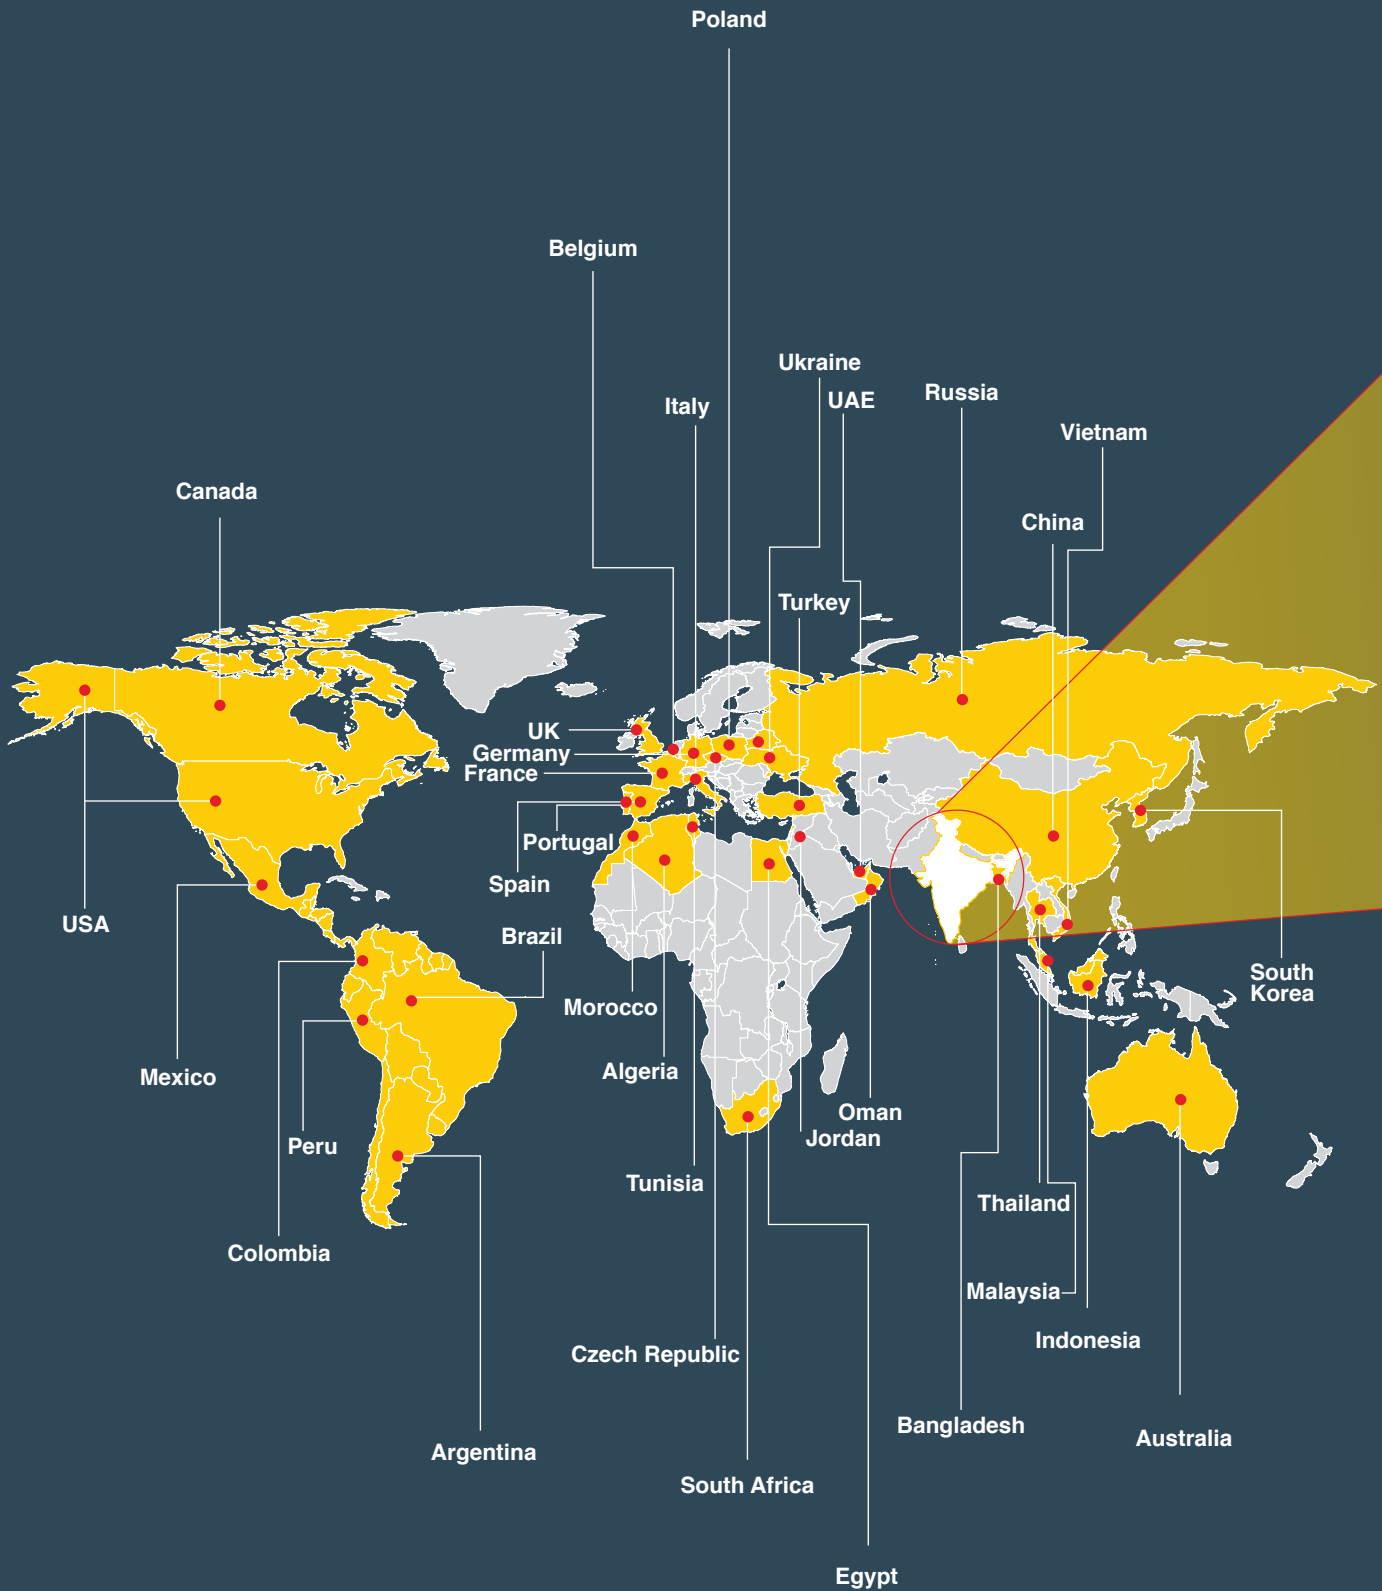 Poland
Belgium
Ukraine
UAE
Russia
Italy
Vietnam
Canada
China
Turkey
UK
Germany
France
Portugal
Spain
USA
Brazil
South
Korea
Morocco
Algeria
Mexico
Oman
Jordan
Peru
Tunisia
Thailand
Colombia
Malaysia
Indonesia
Czech Republic
Bangladesh
Australia
Argentina
South Africa
Egypt